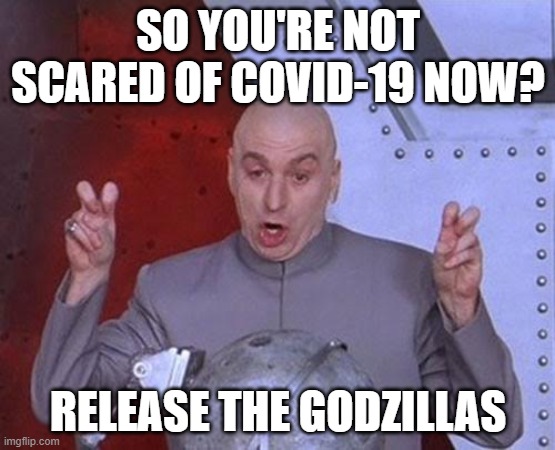 SO YOU'RE NOT
SCARED OF COVID-19 NOW?
RELEASE THE GODZILLAS
imgflip.com